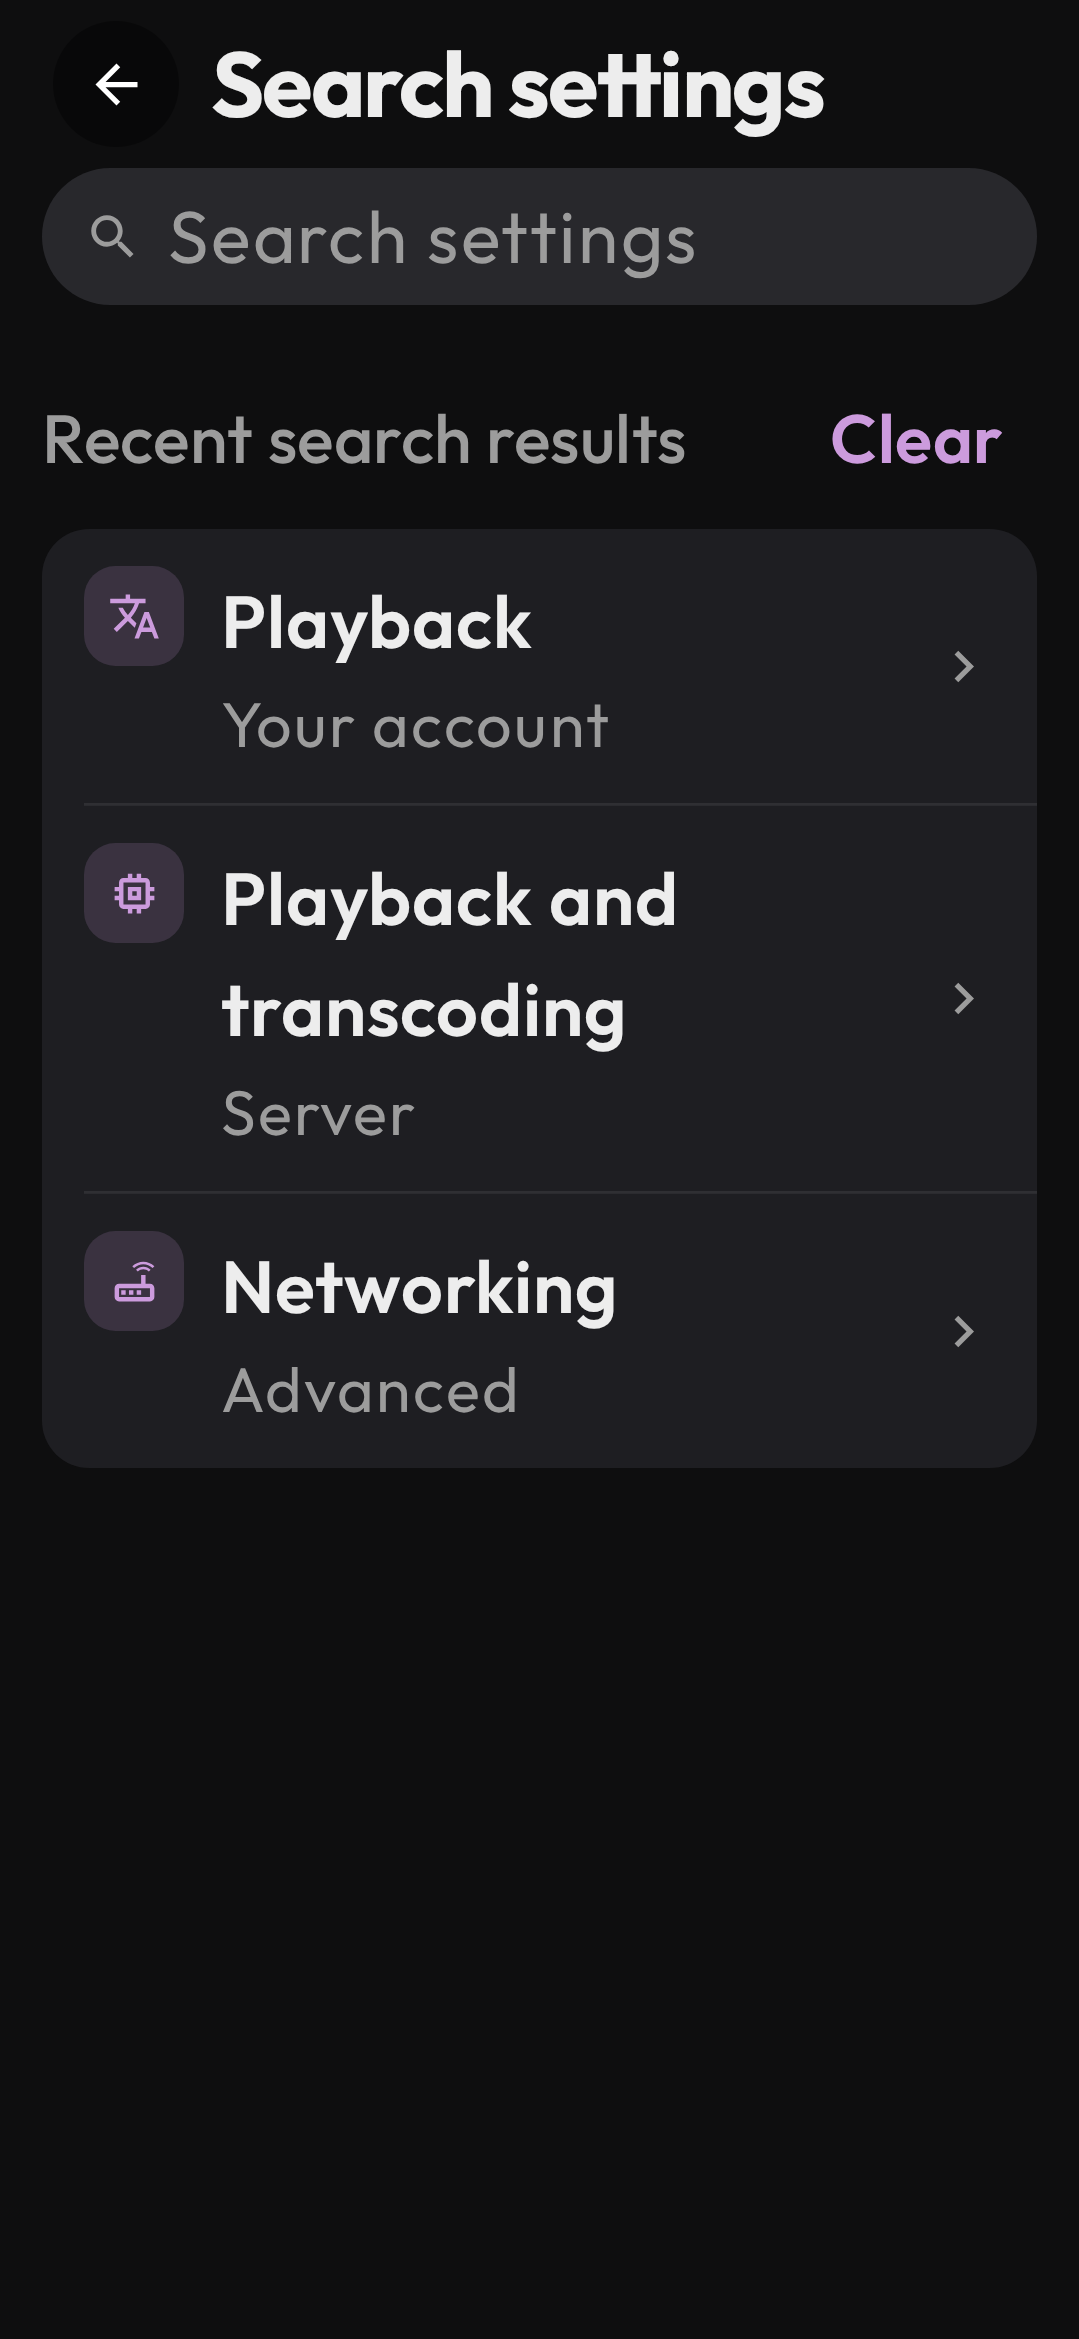 Search settings
Search settings
Recent search results
Clear
Playback
Your account
Playback and
transcoding
Server
Networking
Advanced